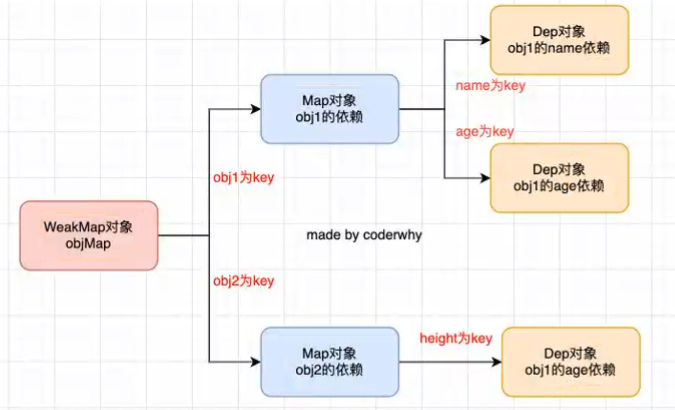 Dep对象
obj1的name依赖
Map对象
obj1的依赖
name为key
age为key
Dep对象
obj1的age依赖
obj1为key
WeakMap对象
objMap
made by coderwhy
obj2为key
Map对象
obj2的依赖
height为key
Dep对象
obj1的age依赖